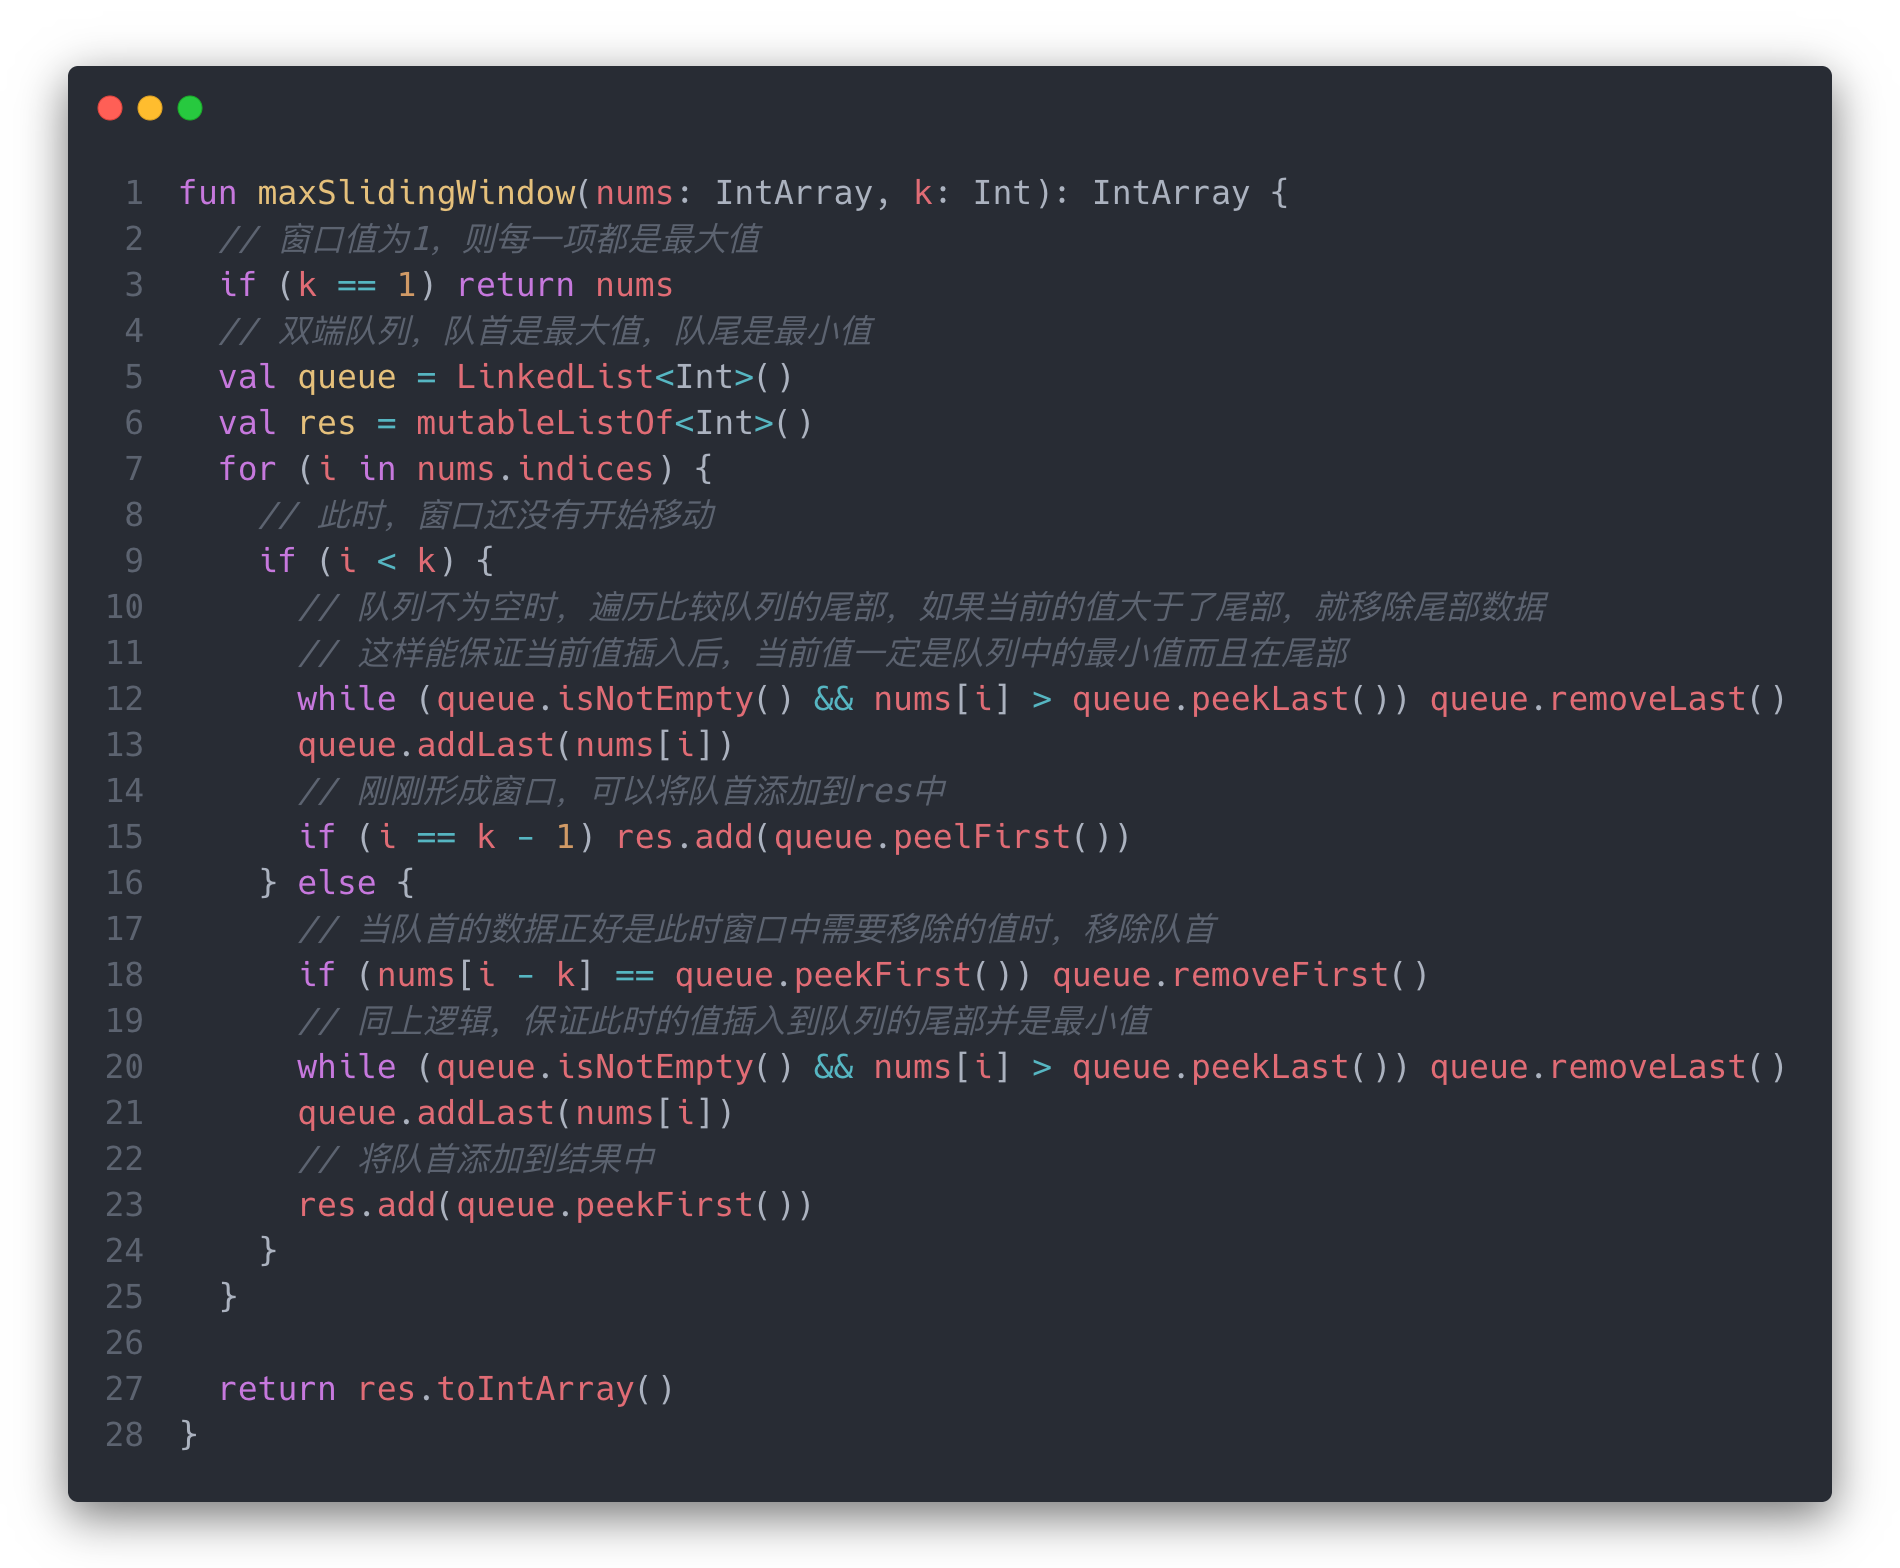 1 fun maxSlidingWindow(nums: IntArray, k: Int): IntArray {
2   // 窗口值为1，则每一项都是最大值
3   if (k == 1) return nums
4   // 双端队列，队首是最大值，队尾是最小值
5   val queue = LinkedList<Int>()
6   val res = mutableListOf<Int>()
7   for (i in nums.indices) {
8     // 此时，窗口还没有开始移动
9     if (i < k) {
10       // 队列不为空时，遍历比较队列的尾部，如果当前的值大于了尾部，就移除尾部数据
11       // 这样能保证当前值插入后，当前值一定是队列中的最小值而且在尾部
12       while (queue.isNotEmpty() && nums[i] > queue.peekLast()) queue.removeLast()
13       queue.addLast(nums[i])
14       // 刚刚形成窗口，可以将队首添加到res中
15       if (i == k - 1) res.add(queue.peelFirst())
16     } else {
17       // 当队首的数据正好是此时窗口中需要移除的值时，移除队首
18       if (nums[i - k] == queue.peekFirst()) queue.removeFirst()
19       // 同上逻辑，保证此时的值插入到队列的尾部并是最小值
20       while (queue.isNotEmpty() && nums[i] > queue.peekLast()) queue.removeLast()
21       queue.addLast(nums[i])
22       // 将队首添加到结果中
23       res.add(queue.peekFirst())
24     }
25   }
26
27   return res.toIntArray()
28 }